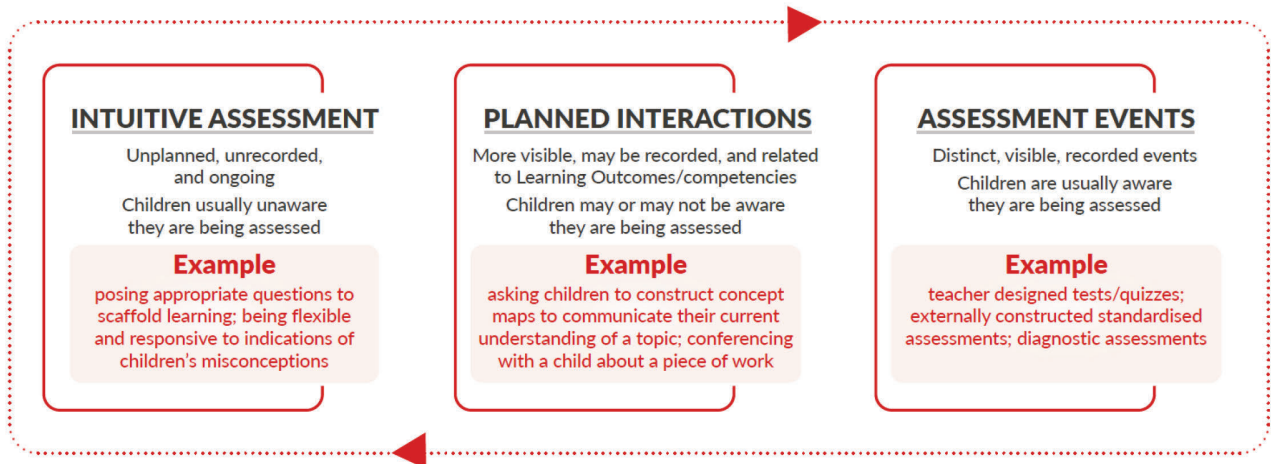 INTUITIVE ASSESSMENT
Unplanned, unrecorded,
and ongoing
Children usually unaware
they are being assessed
Example
posing appropriate questions to
scaffold learning; being flexible
and responsive to indications of
children’s misconceptions
PLANNED INTERACTIONS
More visible, may be recorded, and related
to Learning Outcomes/competencies
Children may or may not be aware
they are being assessed
Example
asking children to construct concept
maps to communicate their current
understanding of a topic; conferencing
with a child about a piece of work
ASSESSMENT EVENTS
Distinct, visible, recorded events
Children are usually aware
they are being assessed
Example
teacher designed tests/quizzes;
externally constructed standardised
assessments; diagnostic assessments